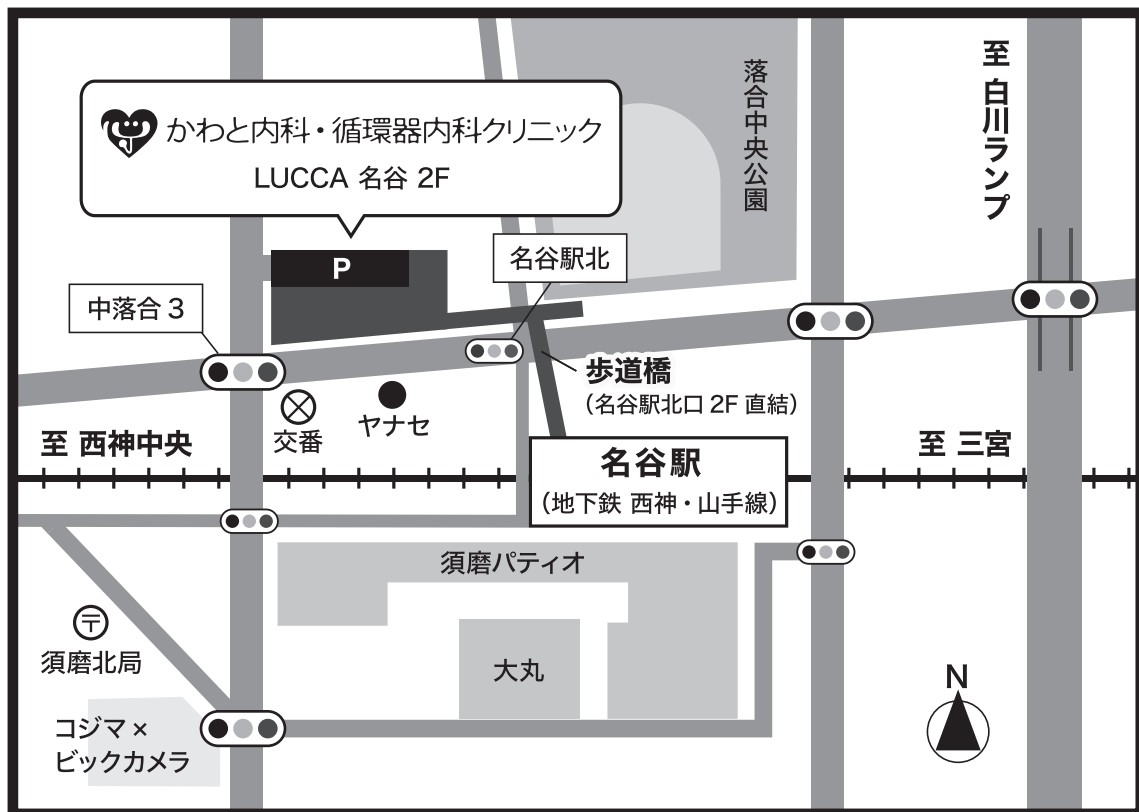 かわと内科・循環器内科クリニック
LUCCA 名谷 2F
落合中央公園
至 白川ランプ
P
名谷駅北
中落合 3
歩道橋
（名谷駅北口 2F 直結）
交番
ヤナセ
至 西神中央
名谷駅
（地下鉄 西神・山手線）
至 三宮
須磨パティオ
〒
須磨北局
大丸
コジマ×
ビックカメラ
N